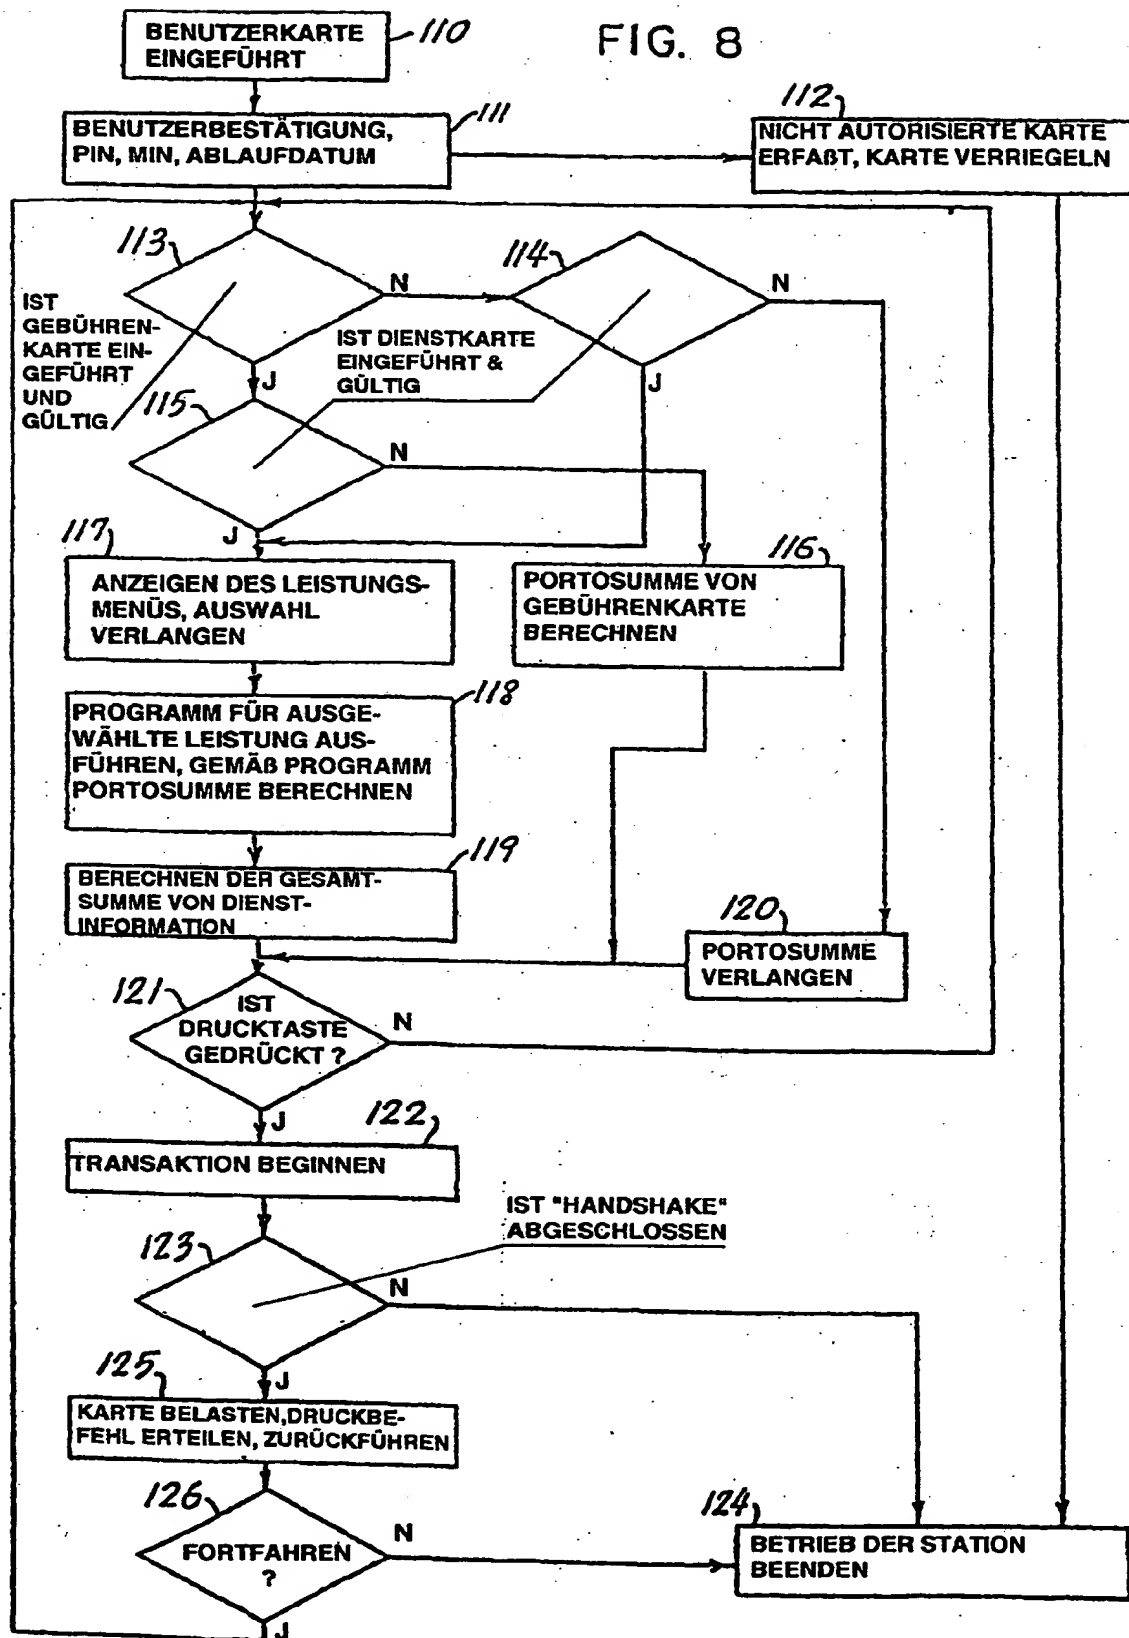 FIG. 8
BENUTZERKARTE
EINGEFÜHRT
110
BENUTZERBESTÄTIGUNG,
PIN, MIN, ABLAUFDATUM
111
112
NICHT AUTORISIERTE KARTE
ERFAßT, KARTE VERRIEGELN
113
N
J
IST
GEBÜHREN-
KARTE EIN-
GEFÜHRT
UND
GÜLTIG
114
N
J
IST DIENSTKARTE
EINGEFÜHRT &
GÜLTIG
115
N
J
116
PORTOSUMME VON
GEBÜHRENKARTE
BERECHNEN
117
ANZEIGEN DES LEISTUNGS-
MENÜS, AUSWAHL
VERLANGEN
118
PROGRAMM FÜR AUSGE-
WÄHLTE LEISTUNG AUS-
FÜHREN, GEMÄß PROGRAMM
PORTOSUMME BERECHNEN
119
BERECHNEN DER GESAMT-
SUMME VON DIENST-
INFORMATION
120
PORTOSUMME
VERLANGEN
121
IST
DRUCKTASTE
GEDRÜCKT ?
N
J
122
TRANSAKTION BEGINNEN
IST "HANDSHAKE"
ABGESCHLOSSEN
123
N
J
125
KARTE BELASTEN,DRUCKBE-
FEHL ERTEILEN, ZURÜCKFÜHREN
126
FORTFAHREN
?
N
J
124
BETRIEB DER STATION
BEENDEN